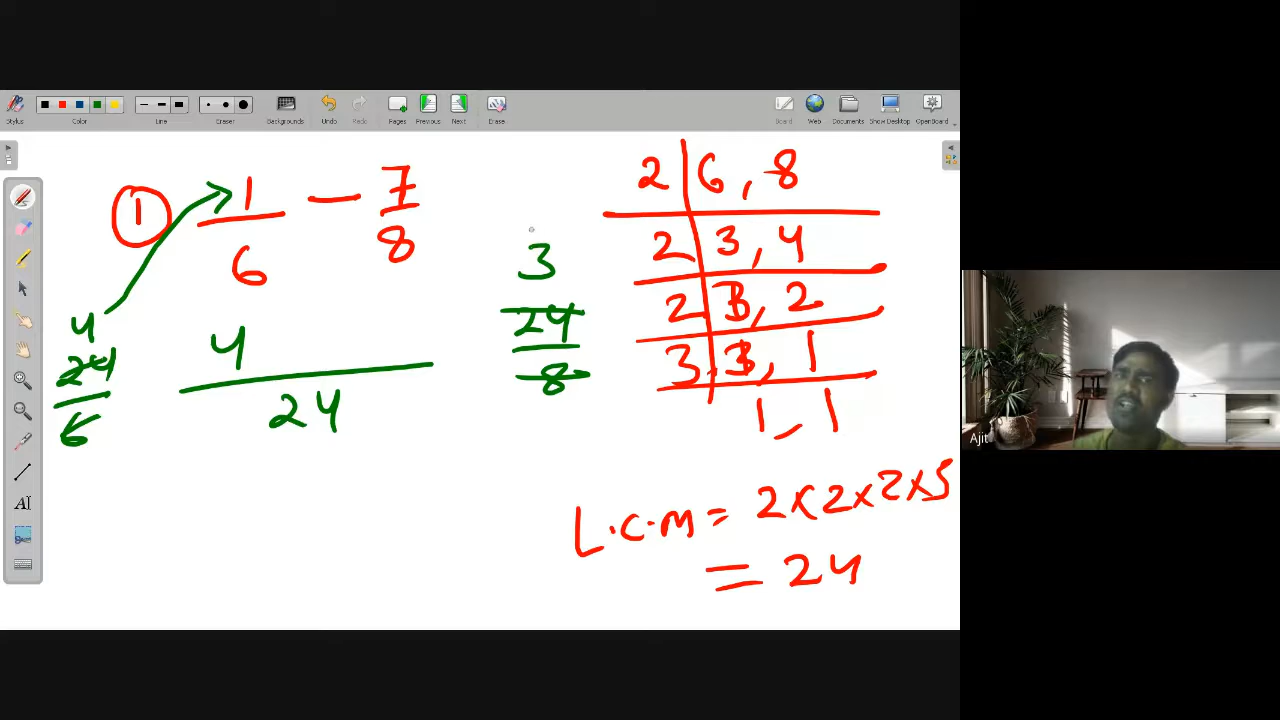 Stylus Color Line Eraser Backgrounds Undo Redo Pages Previous Next Erase Board Web Documents Show Desktop OpenBoard
① 1/6 — 7/8
4
24/6
4/24
3
24/8
2 | 6, 8
2 | 3, 4
2 | 3, 2
3 | 3, 1
1, 1
L.C.M = 2×2×2×3
= 24
Ajit